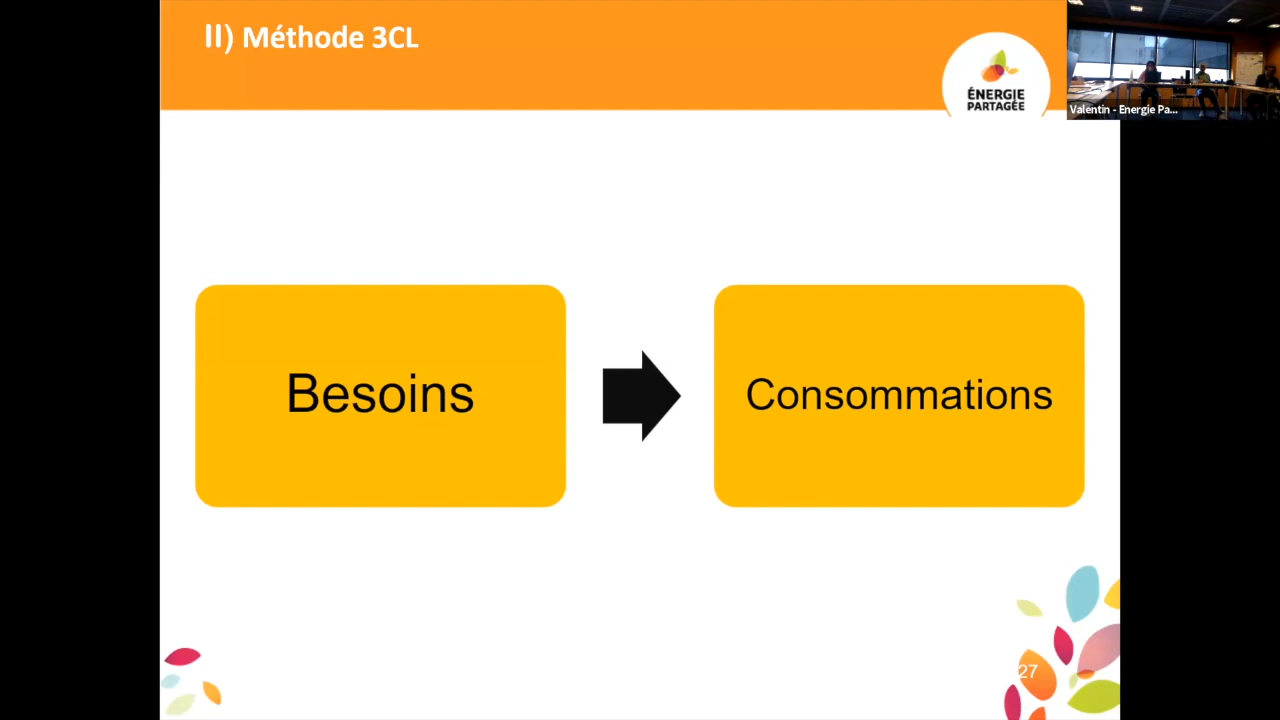 II) Méthode 3CL
ÉNERGIE
PARTAGÉE
Valentin - Energie Pa...
Besoins
Consommations
27